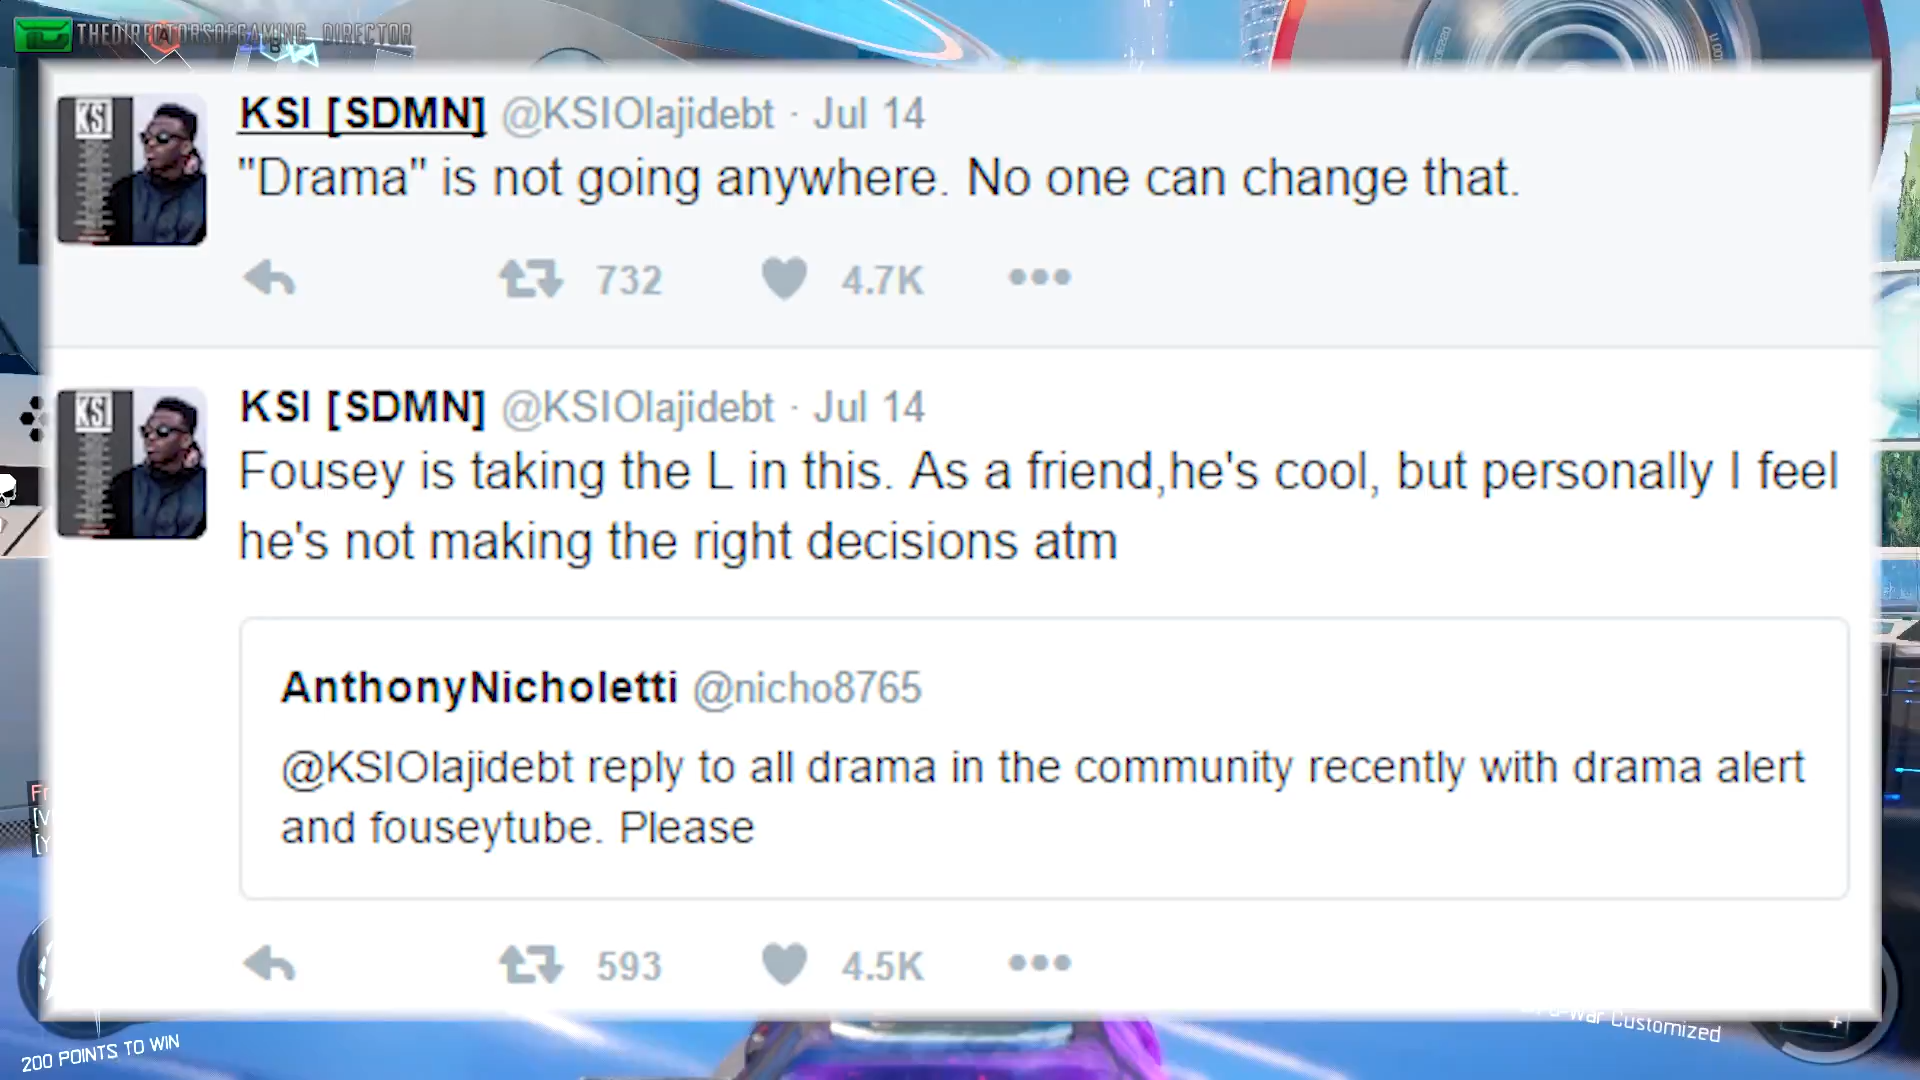 THEDIRECTORSOFGAMING_DIRECTOR
KSI [SDMN] @KSIOlajidebt · Jul 14
"Drama" is not going anywhere. No one can change that.
732 4.7K
KSI [SDMN] @KSIOlajidebt · Jul 14
Fousey is taking the L in this. As a friend,he's cool, but personally I feel
he's not making the right decisions atm
AnthonyNicholetti @nicho8765
@KSIOlajidebt reply to all drama in the community recently with drama alert
and fouseytube. Please
593 4.5K
200 POINTS TO WIN
Customized